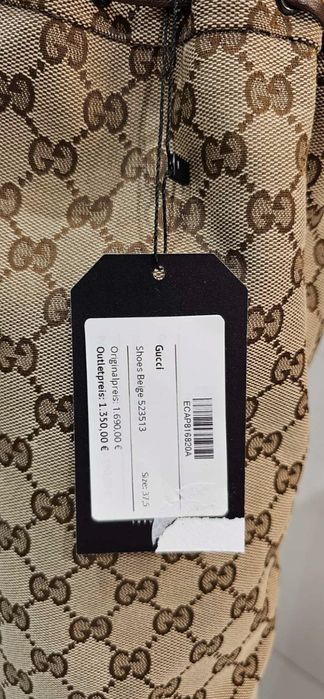 ECAP816820A
Gucci
Shoes Beige 523513
Size: 37,5
Originalpreis: 1.690,00 €
Outletpreis: 1.350,00 €